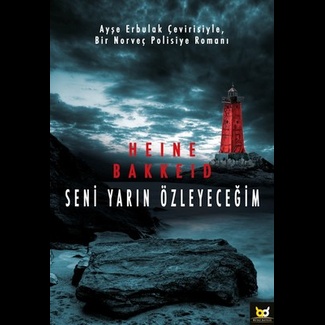 Ayşe Erbulak Çevirisiyle,
Bir Norveç Polisiye Romanı
HEINE
BAKKEID
SENİ YARIN ÖZLEYECEĞİM